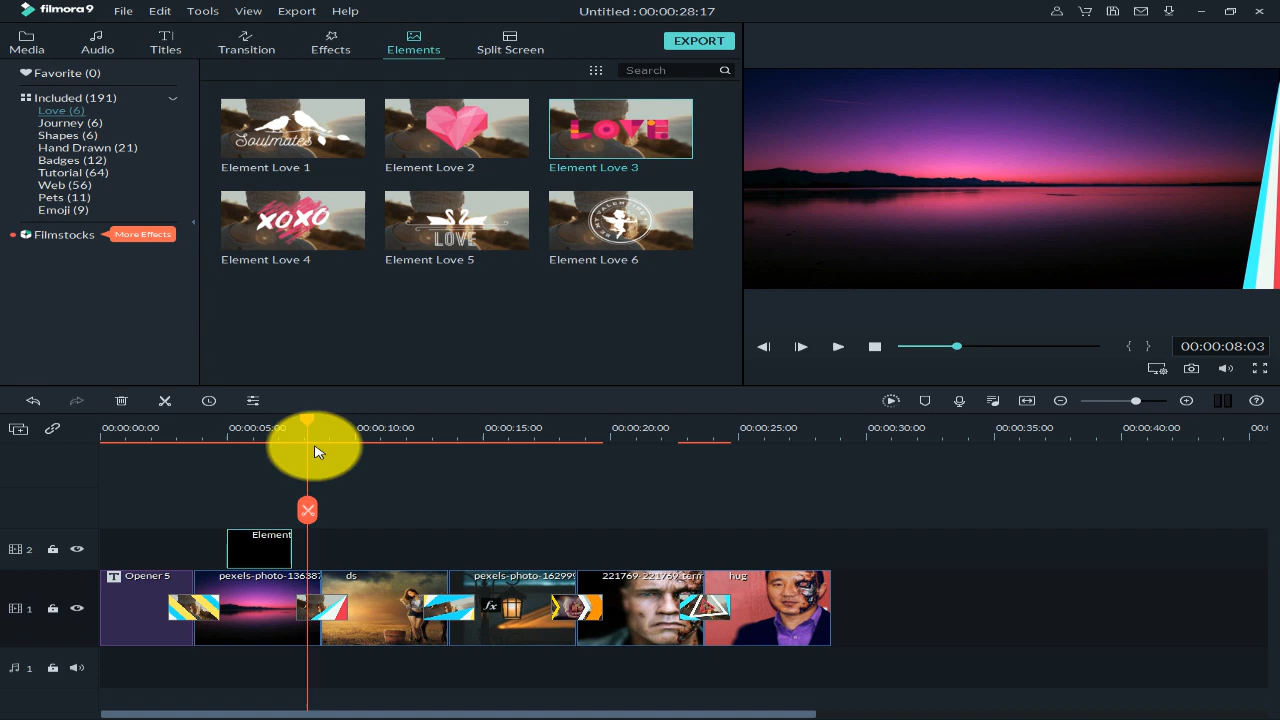 filmora9 File Edit Tools View Export Help Untitled : 00:00:28:17
Media Audio Titles Transition Effects Elements Split Screen EXPORT
Favorite (0)
Included (191)
Love (6)
Journey (6)
Shapes (6)
Hand Drawn (21)
Badges (12)
Tutorial (64)
Web (56)
Pets (11)
Emoji (9)
Filmstocks More Effects
Search
Soulmates
LOVE
Element Love 1 Element Love 2 Element Love 3
XOXO
LOVE
Element Love 4 Element Love 5 Element Love 6
{ } 00:00:08:03
00:00:00:00 00:00:05:00 00:00:10:00 00:00:15:00 00:00:20:00 00:00:25:00 00:00:30:00 00:00:35:00 00:00:40:00 00:0
2 Element
T Opener 5 pexels-photo-136387 ds pexels-photo-16299 221769-221769-term hug
fx
1
1